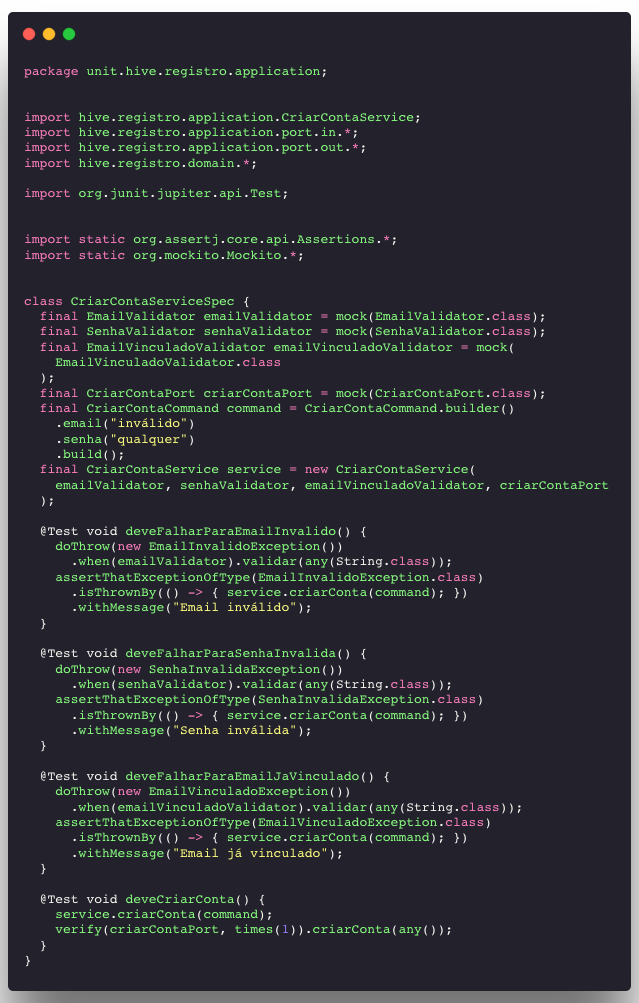 package unit.hive.registro.application;
import hive.registro.application.CriarContaService;
import hive.registro.application.port.in.*;
import hive.registro.application.port.out.*;
import hive.registro.domain.*;
import org.junit.jupiter.api.Test;
import static org.assertj.core.api.Assertions.*;
import static org.mockito.Mockito.*;
class CriarContaServiceSpec {
  final EmailValidator emailValidator = mock(EmailValidator.class);
  final SenhaValidator senhaValidator = mock(SenhaValidator.class);
  final EmailVinculadoValidator emailVinculadoValidator = mock(
    EmailVinculadoValidator.class
  );
  final CriarContaPort criarContaPort = mock(CriarContaPort.class);
  final CriarContaCommand command = CriarContaCommand.builder()
    .email("inválido")
    .senha("qualquer")
    .build();
  final CriarContaService service = new CriarContaService(
    emailValidator, senhaValidator, emailVinculadoValidator, criarContaPort
  );
  @Test void deveFalharParaEmailInvalido() {
    doThrow(new EmailInvalidoException())
      .when(emailValidator).validar(any(String.class));
    assertThatExceptionOfType(EmailInvalidoException.class)
      .isThrownBy(() -> { service.criarConta(command); })
      .withMessage("Email inválido");
  }
  @Test void deveFalharParaSenhaInvalida() {
    doThrow(new SenhaInvalidaException())
      .when(senhaValidator).validar(any(String.class));
    assertThatExceptionOfType(SenhaInvalidaException.class)
      .isThrownBy(() -> { service.criarConta(command); })
      .withMessage("Senha inválida");
  }
  @Test void deveFalharParaEmailJaVinculado() {
    doThrow(new EmailVinculadoException())
      .when(emailVinculadoValidator).validar(any(String.class));
    assertThatExceptionOfType(EmailVinculadoException.class)
      .isThrownBy(() -> { service.criarConta(command); })
      .withMessage("Email já vinculado");
  }
  @Test void deveCriarConta() {
    service.criarConta(command);
    verify(criarContaPort, times(1)).criarConta(any());
  }
}